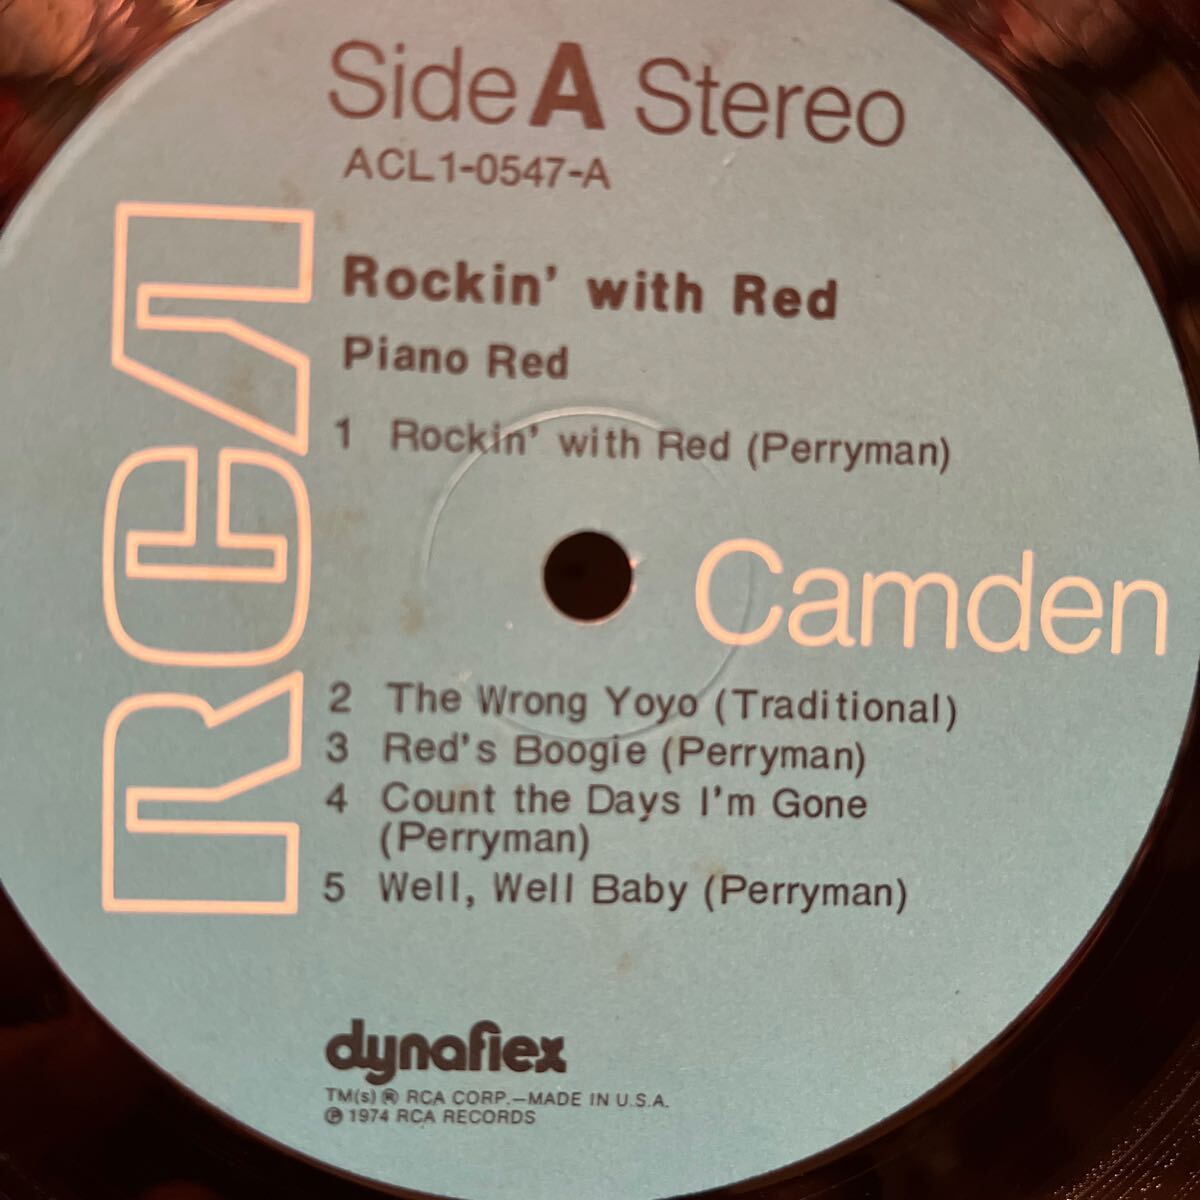 Side A Stereo
ACL1-0547-A
RCA
Rockin' with Red
Piano Red
1 Rockin' with Red (Perryman)
Camden
2 The Wrong Yoyo (Traditional)
3 Red's Boogie (Perryman)
4 Count the Days I'm Gone
(Perryman)
5 Well, Well Baby (Perryman)
dynaflex
TM(s) ® RCA CORP.—MADE IN U.S.A.
℗ 1974 RCA RECORDS